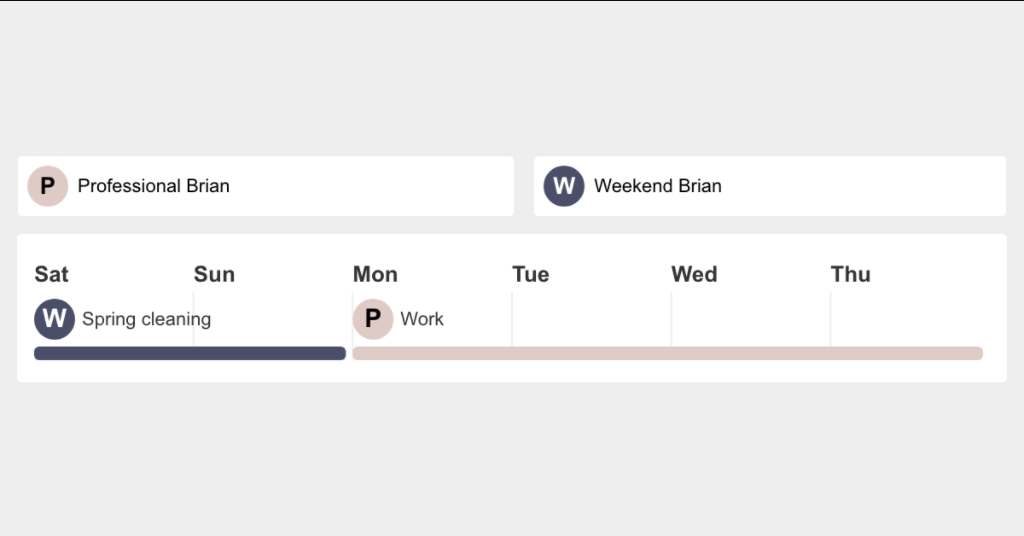 P Professional Brian
W Weekend Brian
Sat Sun Mon Tue Wed Thu
W Spring cleaning P Work